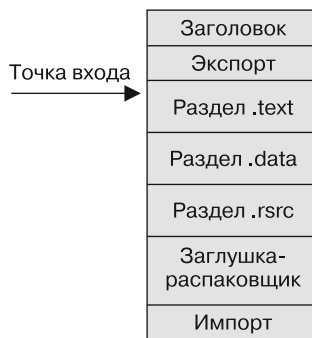 Заголовок
Экспорт
Точка входа
Раздел .text
Раздел .data
Раздел .rsrc
Заглушка-
распаковщик
Импорт